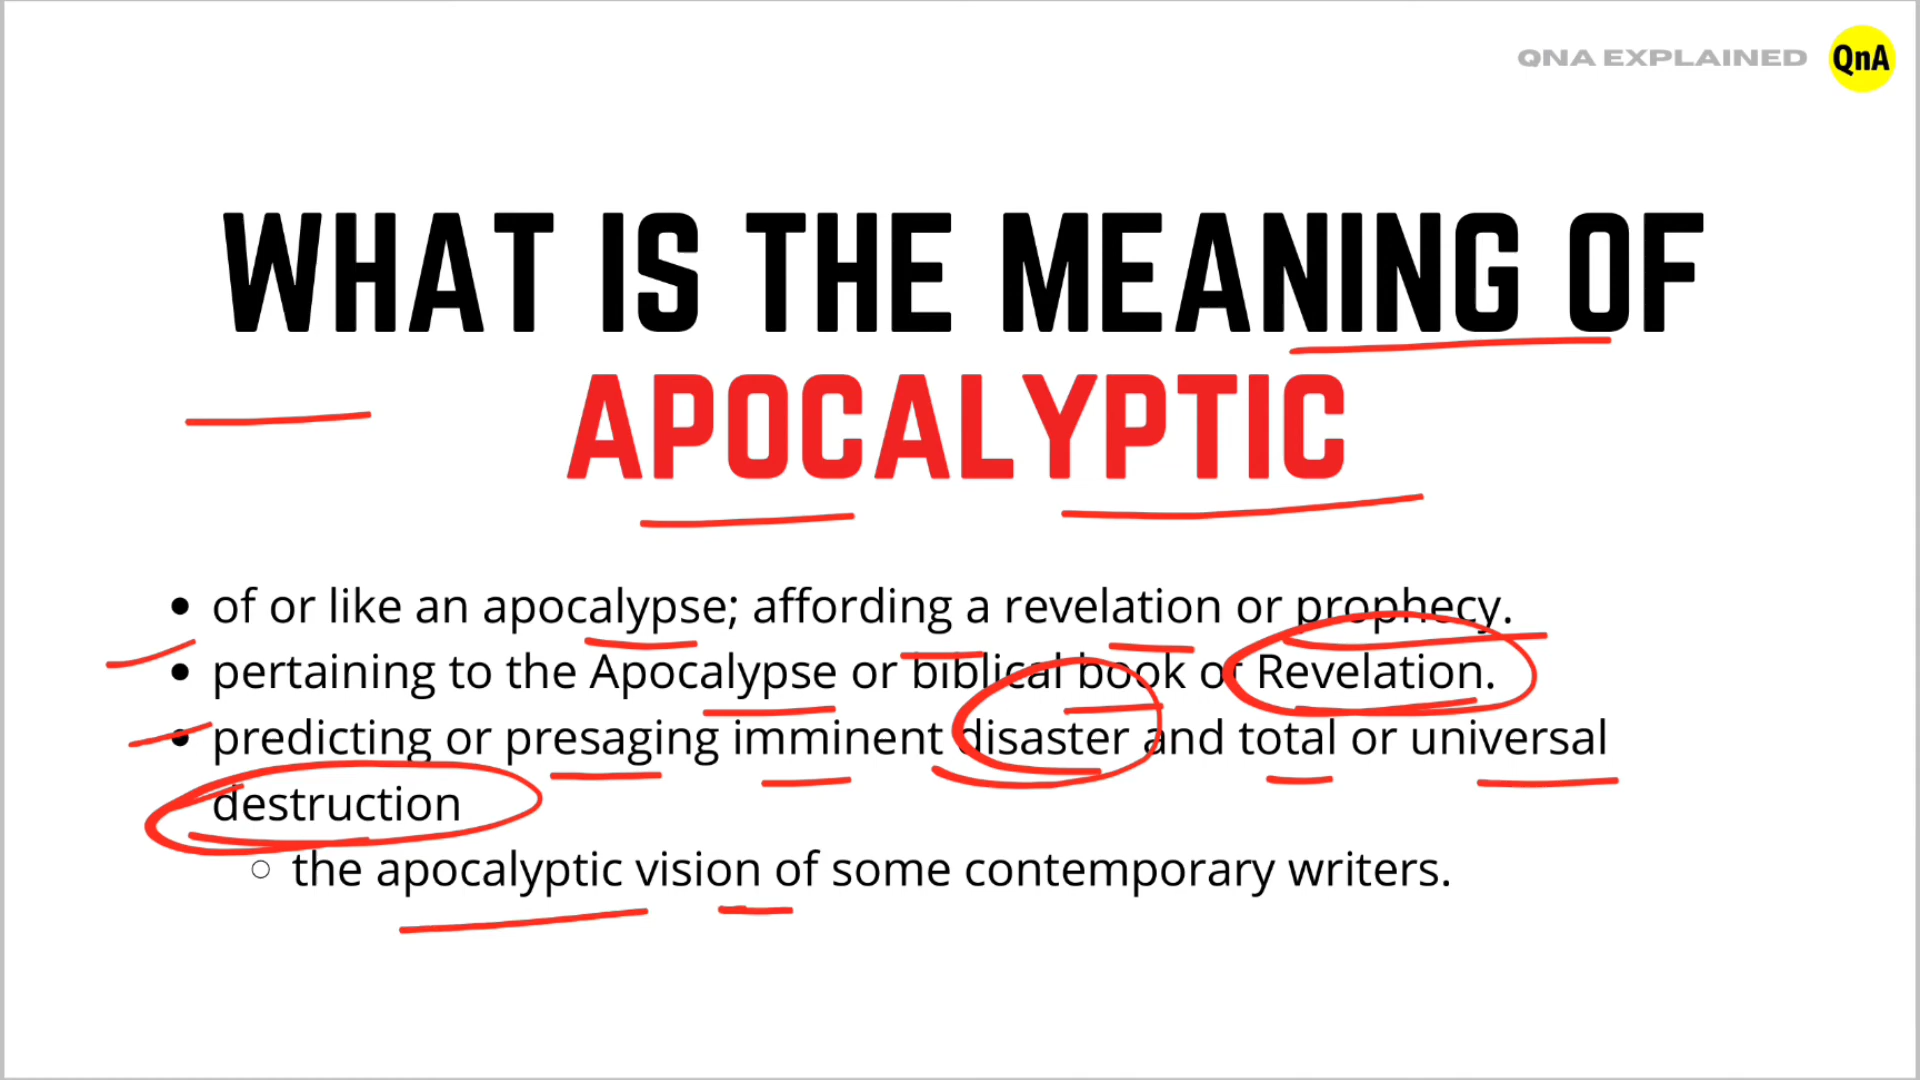 QNA EXPLAINED QnA
WHAT IS THE MEANING OF
APOCALYPTIC
• of or like an apocalypse; affording a revelation or prophecy.
• pertaining to the Apocalypse or biblical book of Revelation.
• predicting or presaging imminent disaster and total or universal
destruction
○ the apocalyptic vision of some contemporary writers.